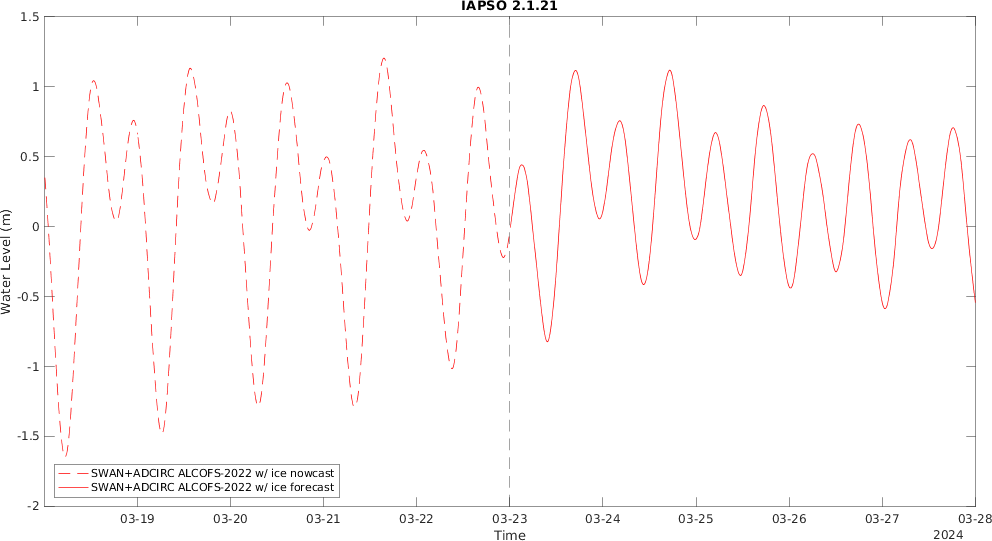 IAPSO 2.1.21
1.5
1
0.5
0
-0.5
-1
-1.5
-2
Water Level (m)
SWAN+ADCIRC ALCOFS-2022 w/ ice nowcast
SWAN+ADCIRC ALCOFS-2022 w/ ice forecast
03-19 03-20 03-21 03-22 03-23 03-24 03-25 03-26 03-27 03-28
Time
2024